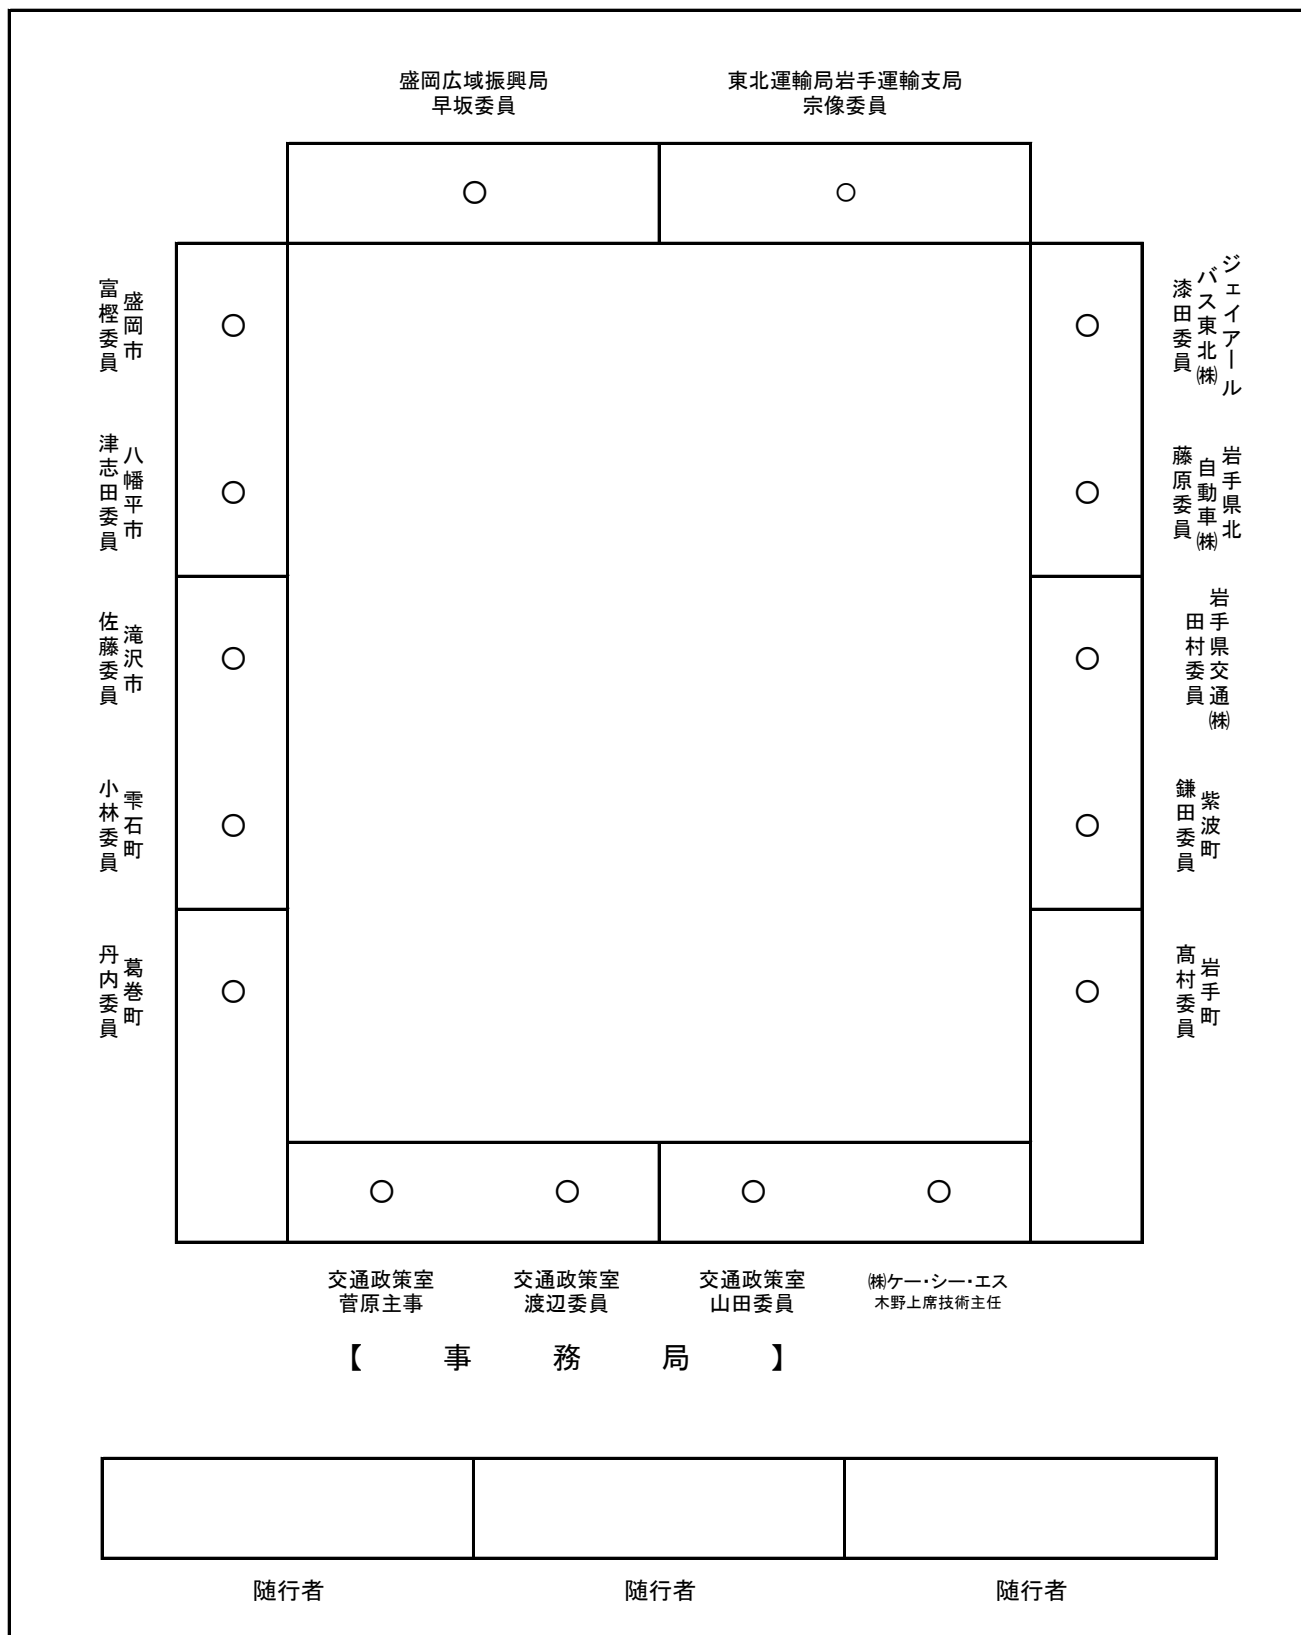 盛岡広域振興局
早坂委員
東北運輸局岩手運輸支局
宗像委員
○
○
盛岡市
富樫委員
○
八幡平市
津志田委員
○
滝沢市
佐藤委員
○
雫石町
小林委員
○
葛巻町
丹内委員
○
ジェイアール
バス東北㈱
漆田委員
○
岩手県北
自動車㈱
藤原委員
○
岩手県交通㈱
田村委員
○
紫波町
鎌田委員
○
岩手町
髙村委員
○
○
○
○
○
交通政策室
菅原主事
交通政策室
渡辺委員
交通政策室
山田委員
㈱ケー・シー・エス
木野上席技術主任
【 事 務 局 】
随行者
随行者
随行者